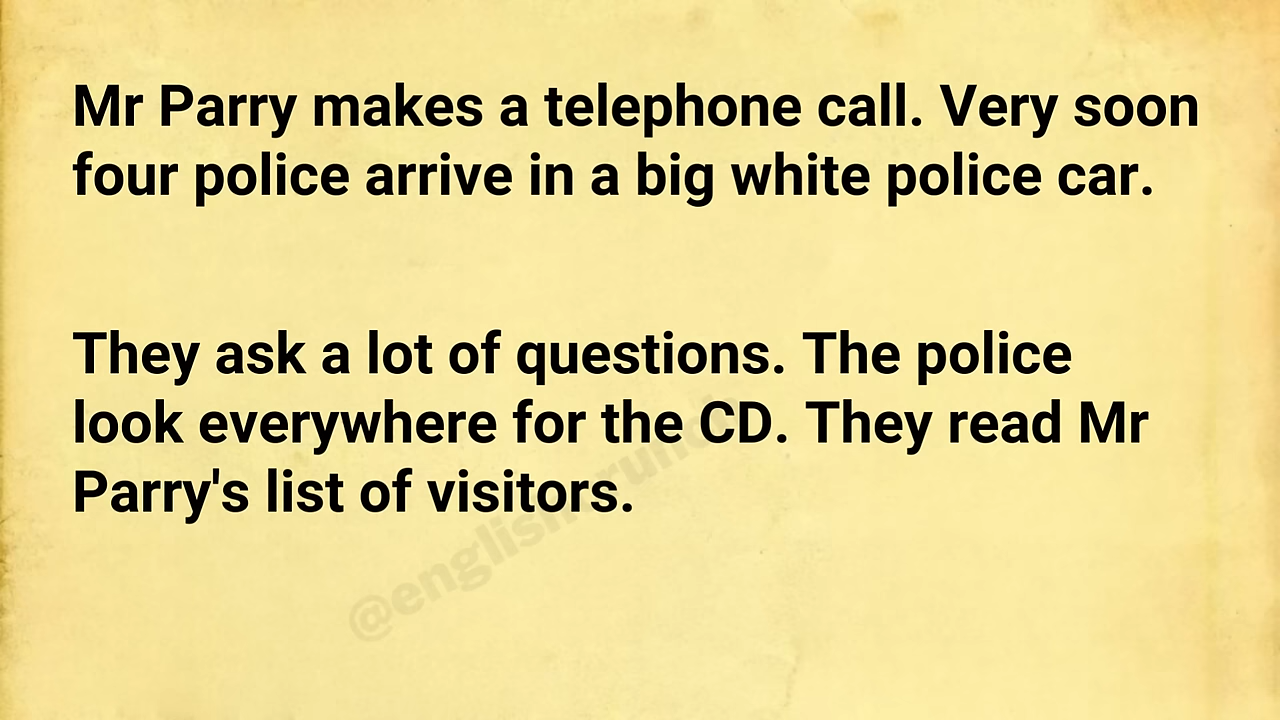 Mr Parry makes a telephone call. Very soon
four police arrive in a big white police car.
They ask a lot of questions. The police
look everywhere for the CD. They read Mr
Parry's list of visitors.